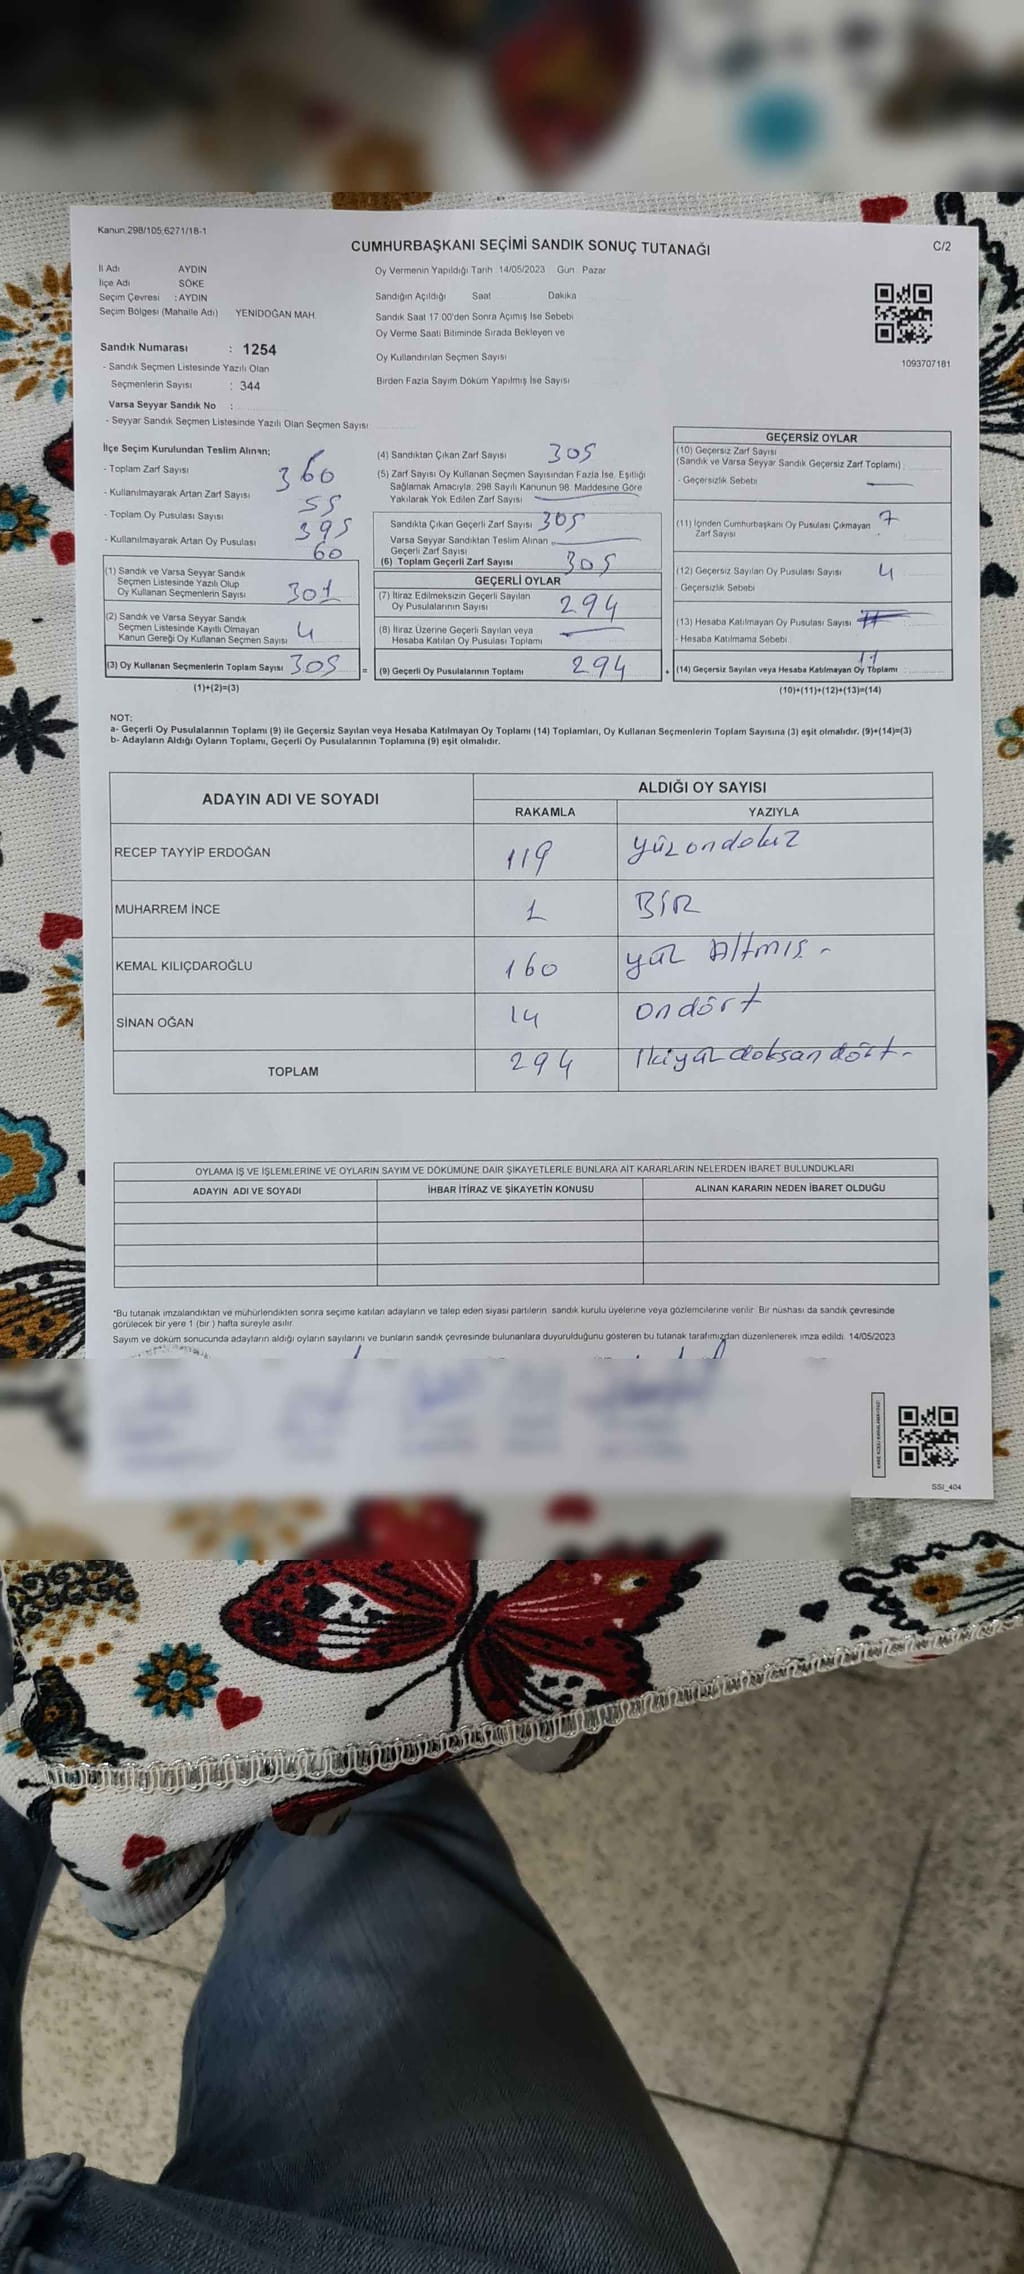 Kanun.298/105,6271/18-1
CUMHURBAŞKANI SEÇİMİ SANDIK SONUÇ TUTANAĞI
C/2
İl Adı AYDIN
İlçe Adı SÖKE
Seçim Çevresi : AYDIN
Seçim Bölgesi (Mahalle Adı) YENİDOĞAN MAH.
Sandık Numarası : 1254
- Sandık Seçmen Listesinde Yazılı Olan
Seçmenlerin Sayısı : 344
Varsa Seyyar Sandık No :
- Seyyar Sandık Seçmen Listesinde Yazılı Olan Seçmen Sayısı
Oy Vermenin Yapıldığı Tarih 14/05/2023 Gün Pazar
Sandığın Açıldığı Saat Dakika
Sandık Saat 17.00'den Sonra Açımış İse Sebebi
Oy Verme Saati Bitiminde Sırada Bekleyen ve
Oy Kullandırılan Seçmen Sayısı
Birden Fazla Sayım Döküm Yapılmış İse Sayısı
1093707181
İlçe Seçim Kurulundan Teslim Alınan;
- Toplam Zarf Sayısı 360
- Kullanılmayarak Artan Zarf Sayısı 55
- Toplam Oy Pusulası Sayısı 395
- Kullanılmayarak Artan Oy Pusulası 60
(1) Sandık ve Varsa Seyyar Sandık
Seçmen Listesinde Yazılı Olup
Oy Kullanan Seçmenlerin Sayısı 301
(2) Sandık ve Varsa Seyyar Sandık
Seçmen Listesinde Kayıtlı Olmayan
Kanun Gereği Oy Kullanan Seçmen Sayısı 4
(3) Oy Kullanan Seçmenlerin Toplam Sayısı 305
(1)+(2)=(3)
=
(4) Sandıktan Çıkan Zarf Sayısı 305
(5) Zarf Sayısı Oy Kullanan Seçmen Sayısından Fazla İse, Eşitliği
Sağlamak Amacıyla, 298 Sayılı Kanunun 98. Maddesine Göre
Yakılarak Yok Edilen Zarf Sayısı
Sandıkta Çıkan Geçerli Zarf Sayısı 305
Varsa Seyyar Sandıktan Teslim Alınan
Geçerli Zarf Sayısı
(6) Toplam Geçerli Zarf Sayısı 305
GEÇERLİ OYLAR
(7) İtiraz Edilmeksizin Geçerli Sayılan
Oy Pusulalarının Sayısı 294
(8) İtiraz Üzerine Geçerli Sayılan veya
Hesaba Katılan Oy Pusulası Toplamı
(9) Geçerli Oy Pusulalarının Toplamı 294
+
GEÇERSİZ OYLAR
(10) Geçersiz Zarf Sayısı
(Sandık ve Varsa Seyyar Sandık Geçersiz Zarf Toplamı)
- Geçersizlik Sebebi
(11) İçinden Cumhurbaşkanı Oy Pusulası Çıkmayan 7
Zarf Sayısı
(12) Geçersiz Sayılan Oy Pusulası Sayısı 4
- Geçersizlik Sebebi
(13) Hesaba Katılmayan Oy Pusulası Sayısı
- Hesaba Katılmama Sebebi
(14) Geçersiz Sayılan veya Hesaba Katılmayan Oy Toplamı 11
(10)+(11)+(12)+(13)=(14)
NOT:
a- Geçerli Oy Pusulalarının Toplamı (9) ile Geçersiz Sayılan veya Hesaba Katılmayan Oy Toplamı (14) Toplamları, Oy Kullanan Seçmenlerin Toplam Sayısına (3) eşit olmalıdır. (9)+(14)=(3)
b- Adayların Aldığı Oyların Toplamı, Geçerli Oy Pusulalarının Toplamına (9) eşit olmalıdır.
ADAYIN ADI VE SOYADI ALDIĞI OY SAYISI
RAKAMLA YAZIYLA
RECEP TAYYİP ERDOĞAN 119 yüz ondokuz
MUHARREM İNCE 1 BİR
KEMAL KILIÇDAROĞLU 160 yüz Altmış -
SİNAN OĞAN 14 ondört
TOPLAM 294 ikiyüz doksan dört -
OYLAMA İŞ VE İŞLEMLERİNE VE OYLARIN SAYIM VE DÖKÜMÜNE DAİR ŞİKAYETLERLE BUNLARA AİT KARARLARIN NELERDEN İBARET BULUNDUKLARI
ADAYIN ADI VE SOYADI İHBAR İTİRAZ VE ŞİKAYETİN KONUSU ALINAN KARARIN NEDEN İBARET OLDUĞU
*Bu tutanak imzalandıktan ve mühürlendikten sonra seçime katılan adayların ve talep eden siyasi partilerin sandık kurulu üyelerine veya gözlemcilerine verilir. Bir nüshası da sandık çevresinde
görülecek bir yere 1 (bir ) hafta süreyle asılır.
Sayım ve döküm sonucunda adayların aldığı oyların sayılarını ve bunların sandık çevresinde bulunanlara duyurulduğunu gösteren bu tutanak tarafımızdan düzenlenerek imza edildi. 14/05/2023
SSI_404